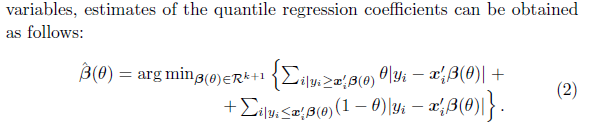 variables, estimates of the quantile regression coefficients can be obtained
as follows:
β̂(θ) = arg min_{β(θ)∈ℛ^{k+1}} { ∑_{i|y_i≥x′_iβ(θ)} θ|y_i − x′_iβ(θ)| +
+ ∑_{i|y_i≤x′_iβ(θ)} (1 − θ)|y_i − x′_iβ(θ)| } . (2)